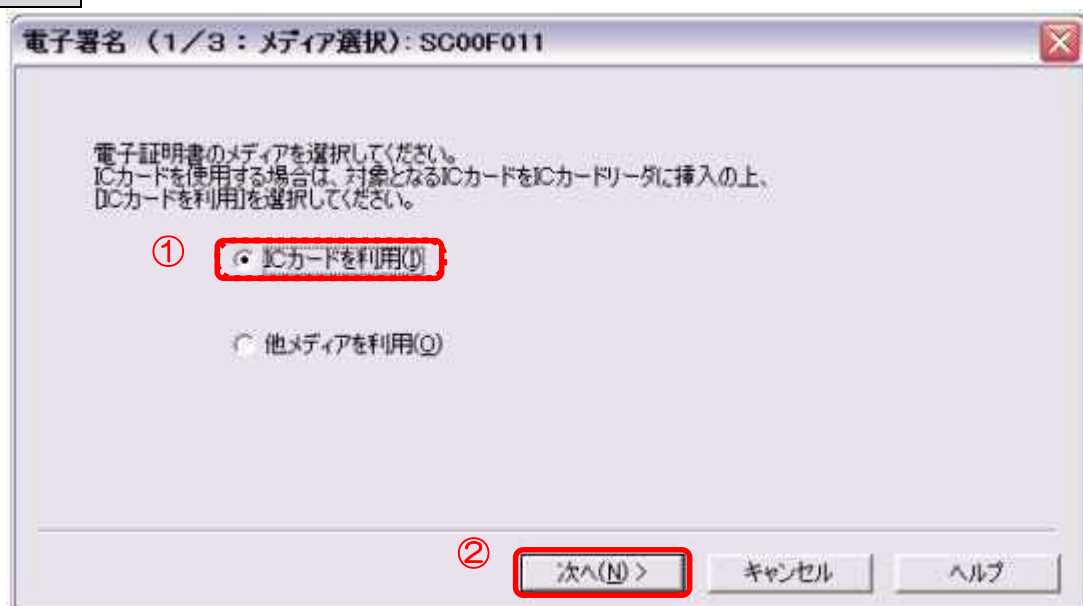 電子署名 (1/3:メディア選択): SC00F011
電子証明書のメディアを選択してください。
ICカードを使用する場合は、対象となるICカードをICカードリーダに挿入の上、
[ICカードを利用]を選択してください。
① ICカードを利用(I)
他メディアを利用(O)
② 次へ(N) > キャンセル ヘルプ